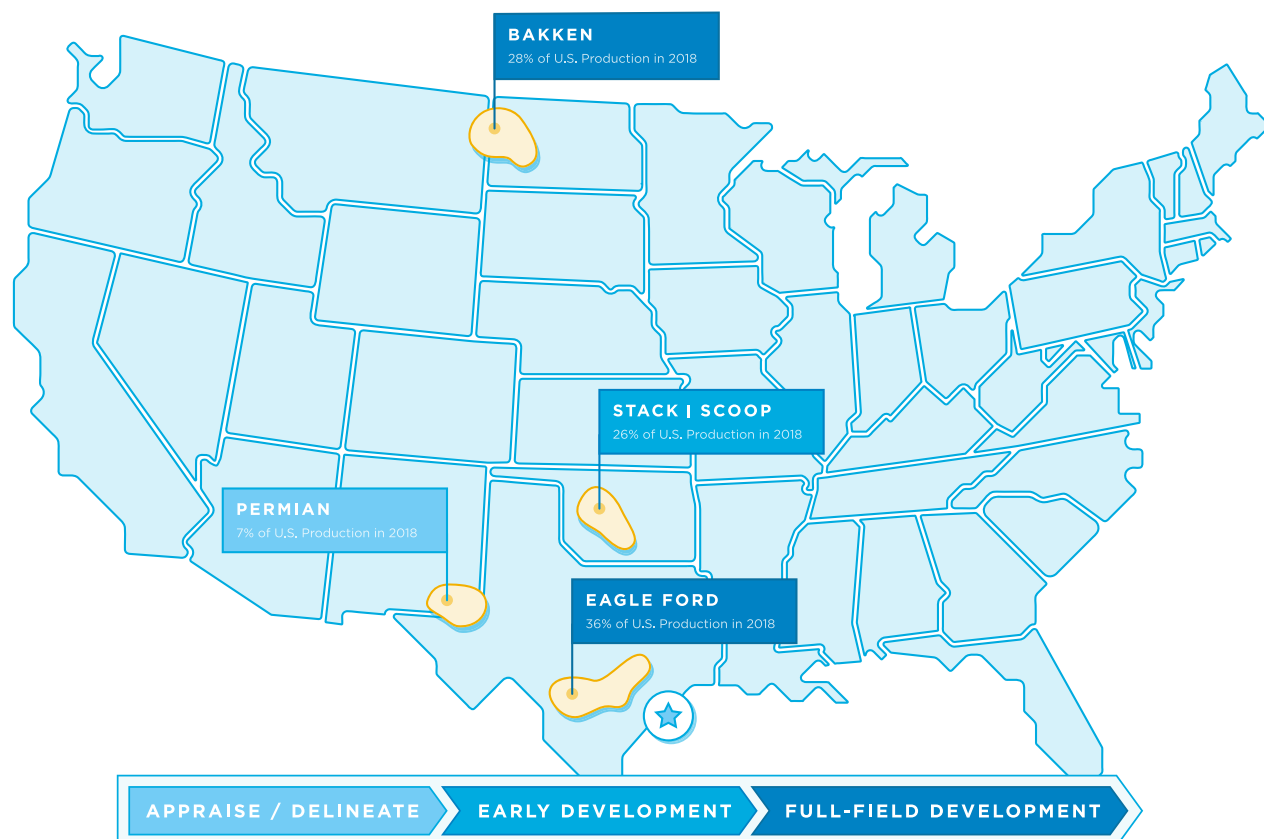 BAKKEN
28% of U.S. Production in 2018
STACK | SCOOP
26% of U.S. Production in 2018
PERMIAN
7% of U.S. Production in 2018
EAGLE FORD
36% of U.S. Production in 2018
APPRAISE / DELINEATE
EARLY DEVELOPMENT
FULL-FIELD DEVELOPMENT